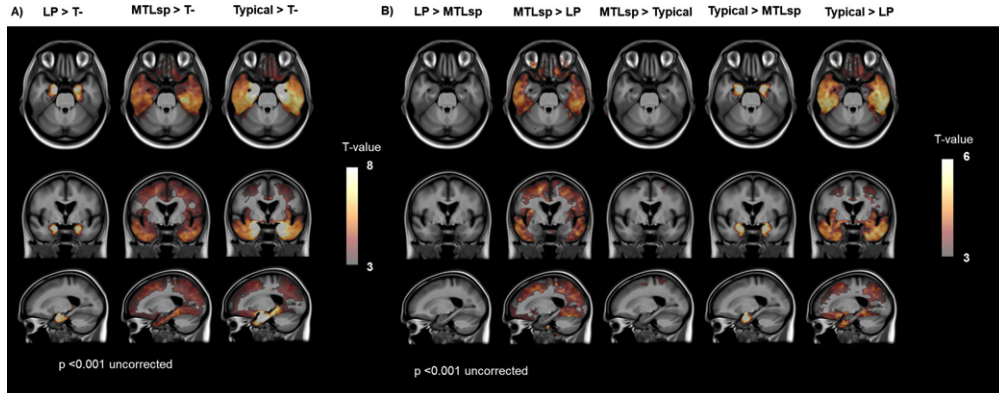 A) LP > T- MTLsp > T- Typical > T-
T-value
8
3
p <0.001 uncorrected
B) LP > MTLsp MTLsp > LP MTLsp > Typical Typical > MTLsp Typical > LP
T-value
6
3
p <0.001 uncorrected